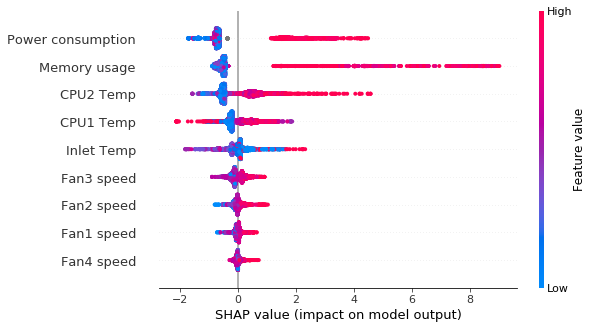 High
Power consumption
Memory usage
CPU2 Temp
CPU1 Temp
Inlet Temp
Fan3 speed
Fan2 speed
Fan1 speed
Fan4 speed
Low
Feature value
−2 0 2 4 6 8
SHAP value (impact on model output)